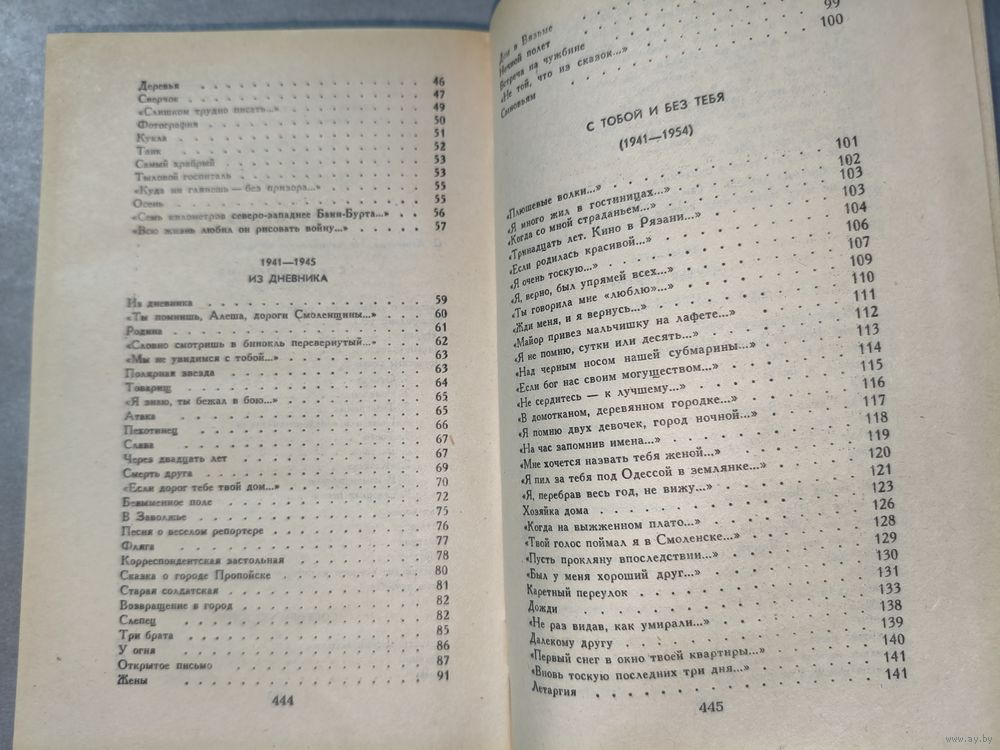 Деревья 46
Сверчок 47
«Слишком трудно писать...» 49
Фотография 50
Кукла 51
Танк 52
Самый храбрый 53
Тыловой госпиталь 53
«Куда ни глянешь — без призора...» 55
Осень 55
«Семь километров северо-западнее Баин-Бурта...» 56
«Всю жизнь любил он рисовать войну...» 57
1941—1945
ИЗ ДНЕВНИКА
Из дневника 59
«Ты помнишь, Алеша, дороги Смоленщины...» 60
Родина 61
«Словно смотришь в бинокль перевернутый...» 62
«Мы не увидимся с тобой...» 63
Полярная звезда 63
Товарищ 64
«Я знаю, ты бежал в бою...» 65
Атака 65
Пехотинец 66
Слава 67
Через двадцать лет 67
Смерть друга 69
«Если дорог тебе твой дом...» 70
Безыменное поле 72
В Заволжье 75
Песня о веселом репортере 76
Фляга 77
Корреспондентская застольная 78
Сказка о городе Пропойске 80
Старая солдатская 81
Возвращение в город 82
Слепец 82
Три брата 85
У огня 86
Открытое письмо 87
Жены 91
444
Дом в Вязьме
Ночной полет
Встреча на чужбине
«Не той, что из сказок...» 99
Сыновьям 100
С ТОБОЙ И БЕЗ ТЕБЯ
(1941—1954)
«Плюшевые волки...» 101
«Я много жил в гостиницах...» 102
«Когда со мной страданьем...» 103
«Тринадцать лет. Кино в Рязани...» 103
«Если родилась красивой...» 104
«Я очень тоскую...» 106
«Я, верно, был упрямей всех...» 107
«Ты говорила мне «люблю»...» 109
«Жди меня, и я вернусь...» 110
«Майор привез мальчишку на лафете...» 111
«Я не помню, сутки или десять...» 112
«Над черным носом нашей субмарины...» 113
«Если бог нас своим могуществом...» 114
«Не сердитесь — к лучшему...» 115
«В домотканом, деревянном городке...» 116
«Я помню двух девочек, город ночной...» 117
«На час запомнив имена...» 118
«Мне хочется назвать тебя женой...» 119
«Я пил за тебя под Одессой в землянке...» 120
«Я, перебрав весь год, не вижу...» 121
Хозяйка дома 123
«Когда на выжженном плато...» 126
«Твой голос поймал я в Смоленске...» 128
«Пусть прокляну впоследствии...» 129
«Был у меня хороший друг...» 130
Каретный переулок 131
Дожди 133
«Не раз видав, как умирали...» 138
Далекому другу 139
«Первый снег в окно твоей квартиры...» 140
«Вновь тоскую последних три дня...» 141
Летаргия 141
445
www.ay.by